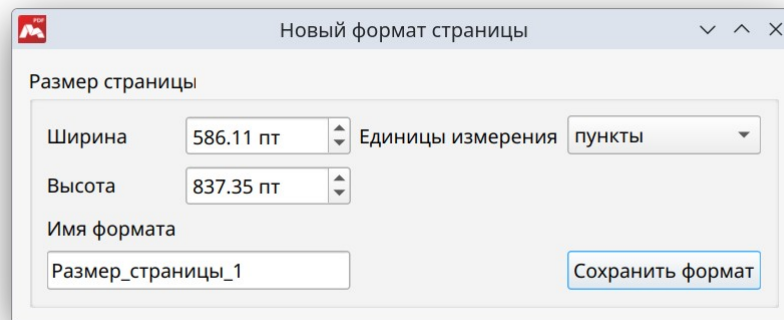 PDF
Новый формат страницы
Размер страницы
Ширина 586.11 пт Единицы измерения пункты
Высота 837.35 пт
Имя формата
Размер_страницы_1 Сохранить формат